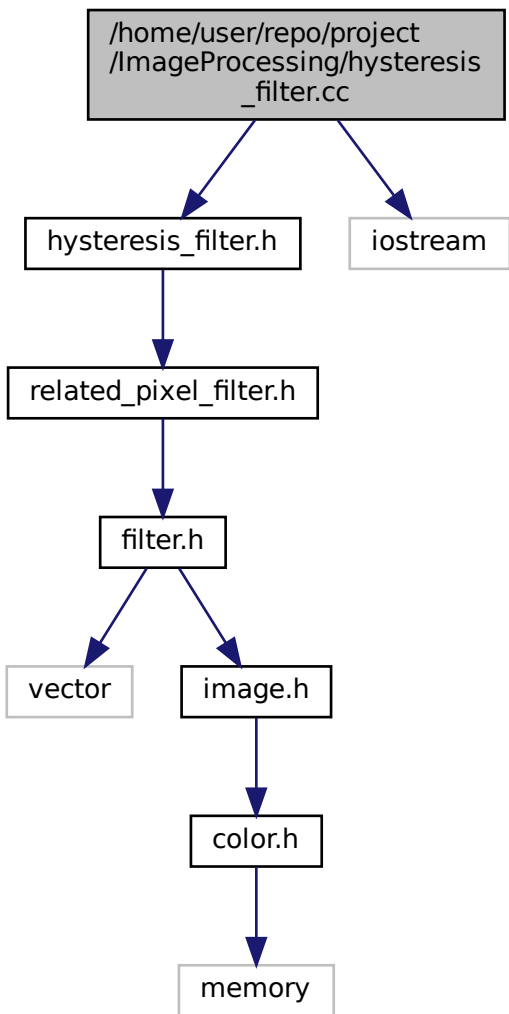 /home/user/repo/project
/ImageProcessing/hysteresis
_filter.cc
hysteresis_filter.h
iostream
related_pixel_filter.h
filter.h
vector
image.h
color.h
memory